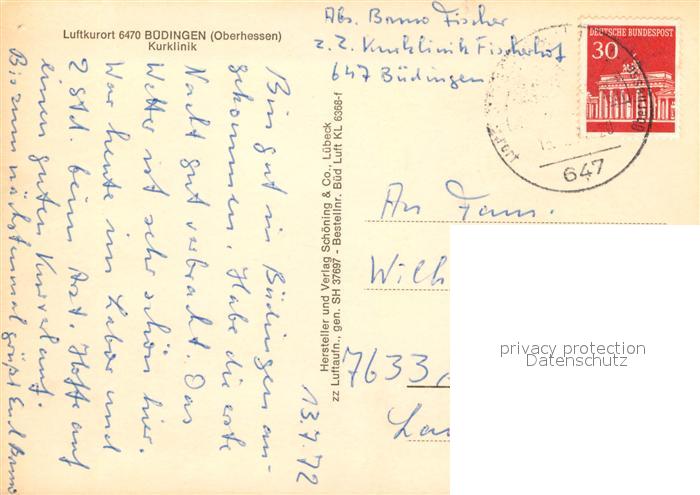 Luftkurort 6470 BÜDINGEN (Oberhessen)
Kurklinik
Abs. Bruno Fischer
z. Z. Kurklinik Fischerhof
647 Büdingen
DEUTSCHE BUNDESPOST
30
647
13.7.72
Bin gut in Büdingen an-
gekommen. Habe die erste
Nacht gut verbracht. Das
Wetter ist sehr schön hier.
War heute im Labor und
2 Std. beim Arzt. Hoffe auf
einen guten Kurverlauf.
Bis zum nächstenmal grüßt Euch Bruno
Hersteller und Verlag Schöning & Co., Lübeck
zz Luftaufn., gen. SH 37697 - Bestellnr. Büd Luft KL 6368-f
An Fam.
Wilh
7633
privacy protection
Datenschutz